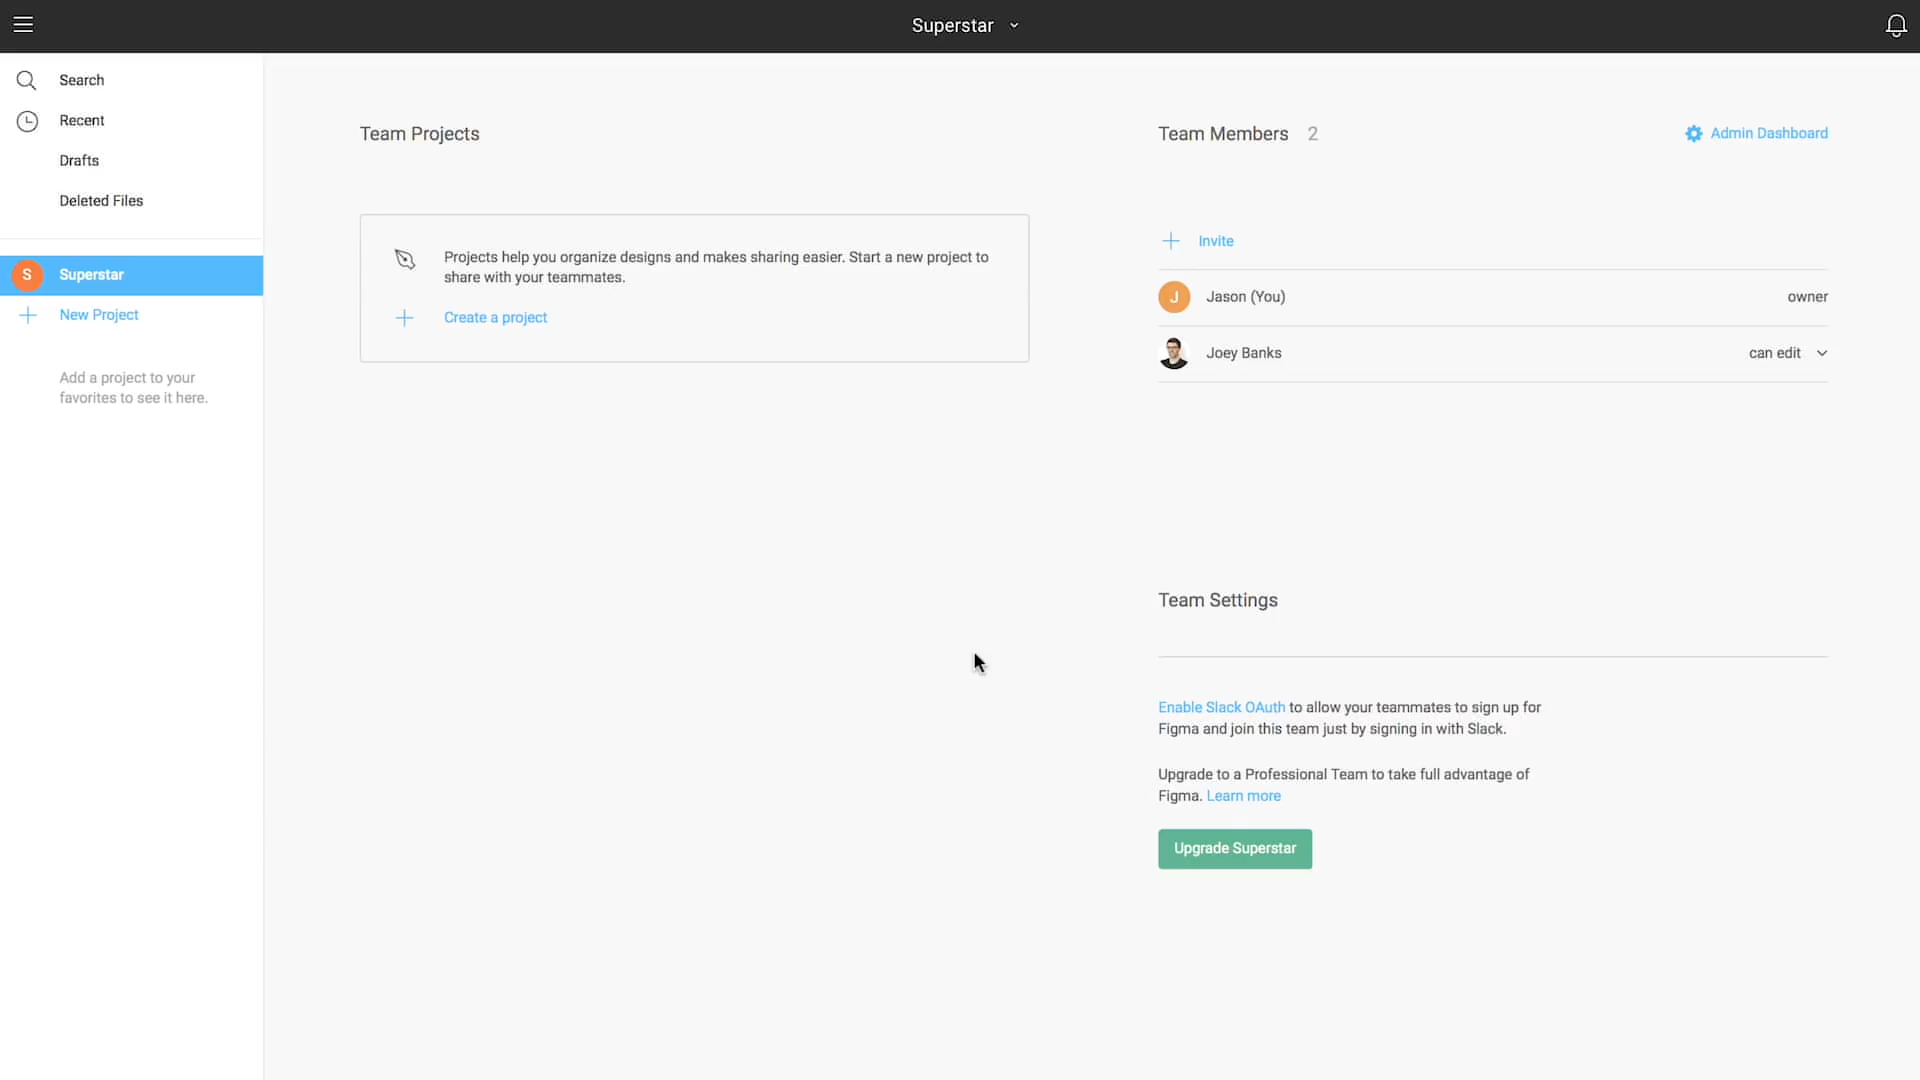 Superstar
Search
Recent
Drafts
Deleted Files
S Superstar
New Project
Add a project to your
favorites to see it here.
Team Projects
Projects help you organize designs and makes sharing easier. Start a new project to
share with your teammates.
Create a project
Team Members 2
Admin Dashboard
Invite
J Jason (You) owner
Joey Banks can edit
Team Settings
Enable Slack OAuth to allow your teammates to sign up for
Figma and join this team just by signing in with Slack.
Upgrade to a Professional Team to take full advantage of
Figma. Learn more
Upgrade Superstar